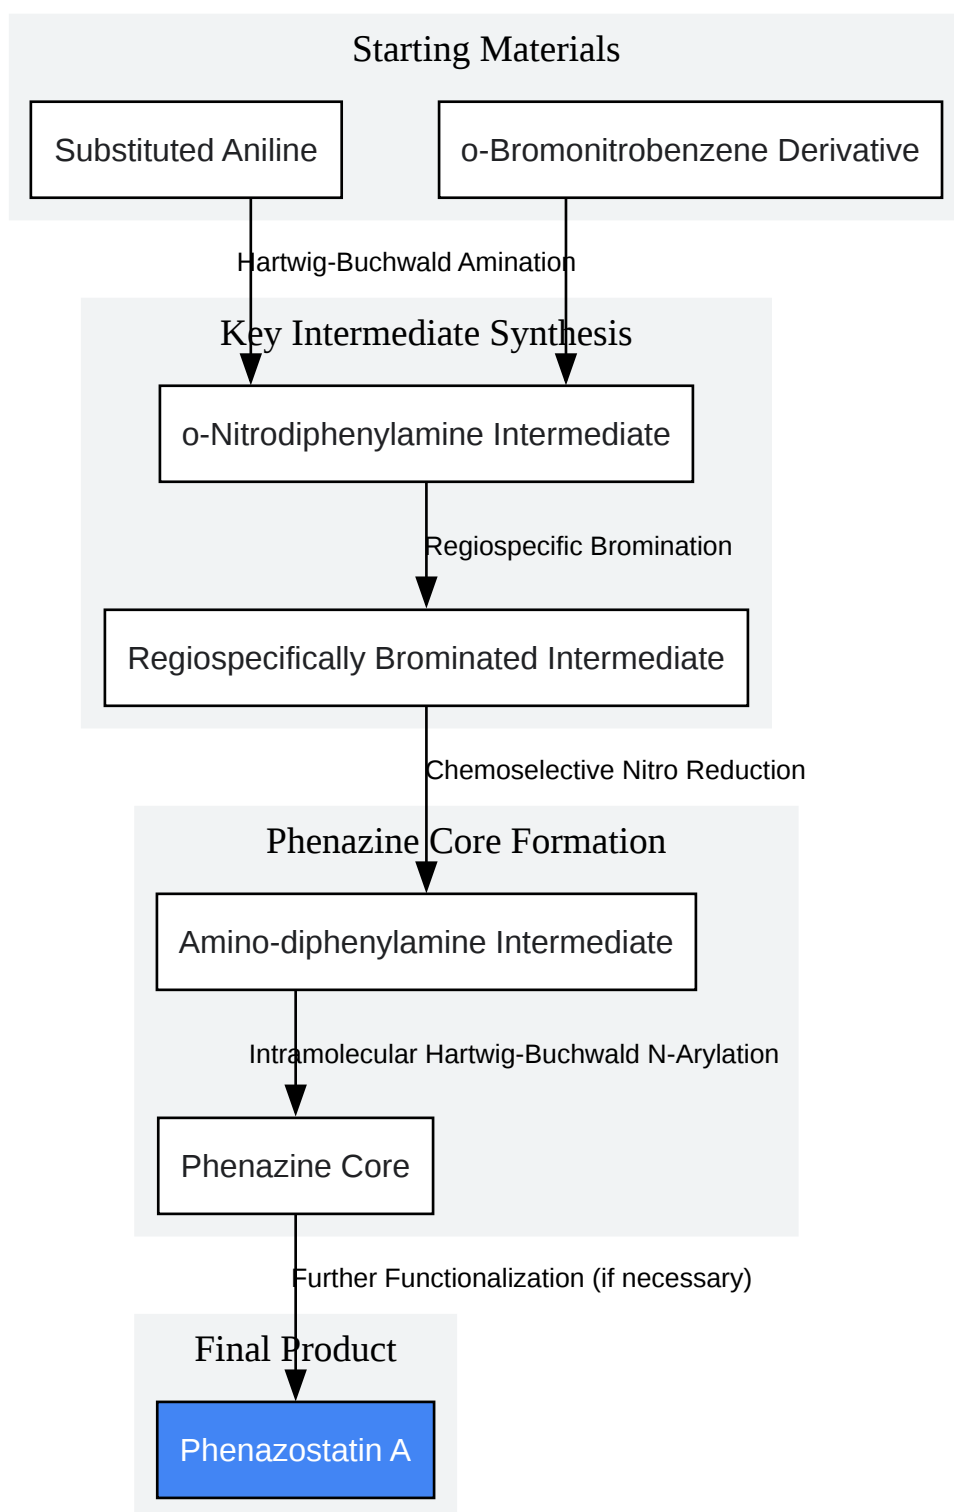 Starting Materials
Substituted Aniline
o-Bromonitrobenzene Derivative
Hartwig-Buchwald Amination
Key Intermediate Synthesis
o-Nitrodiphenylamine Intermediate
Regiospecific Bromination
Regiospecifically Brominated Intermediate
Chemoselective Nitro Reduction
Phenazine Core Formation
Amino-diphenylamine Intermediate
Intramolecular Hartwig-Buchwald N-Arylation
Phenazine Core
Further Functionalization (if necessary)
Final Product
Phenazostatin A